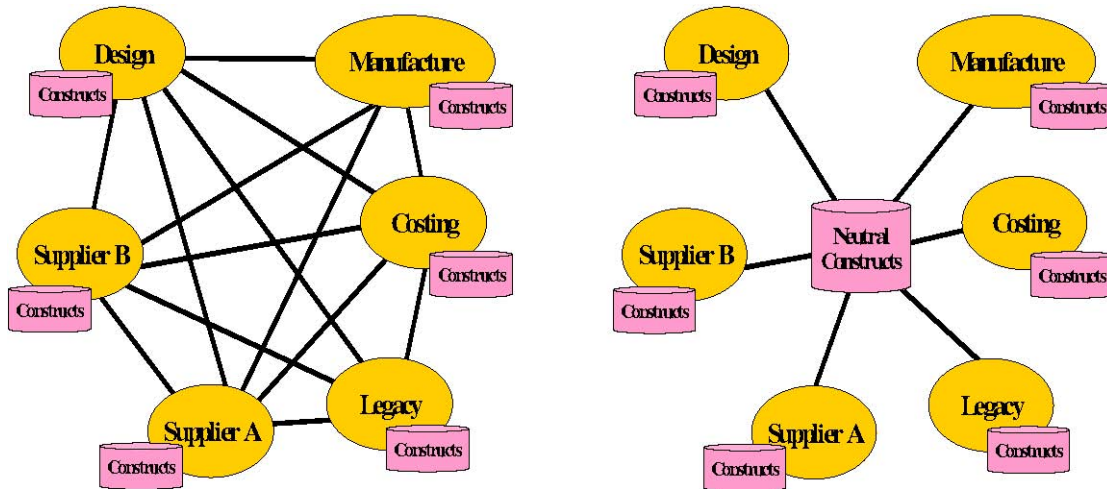 Design
Constructs
Manufacture
Constructs
Supplier B
Constructs
Costing
Constructs
Supplier A
Constructs
Legacy
Constructs
Design
Constructs
Manufacture
Constructs
Supplier B
Constructs
Neutral
Constructs
Costing
Constructs
Supplier A
Constructs
Legacy
Constructs